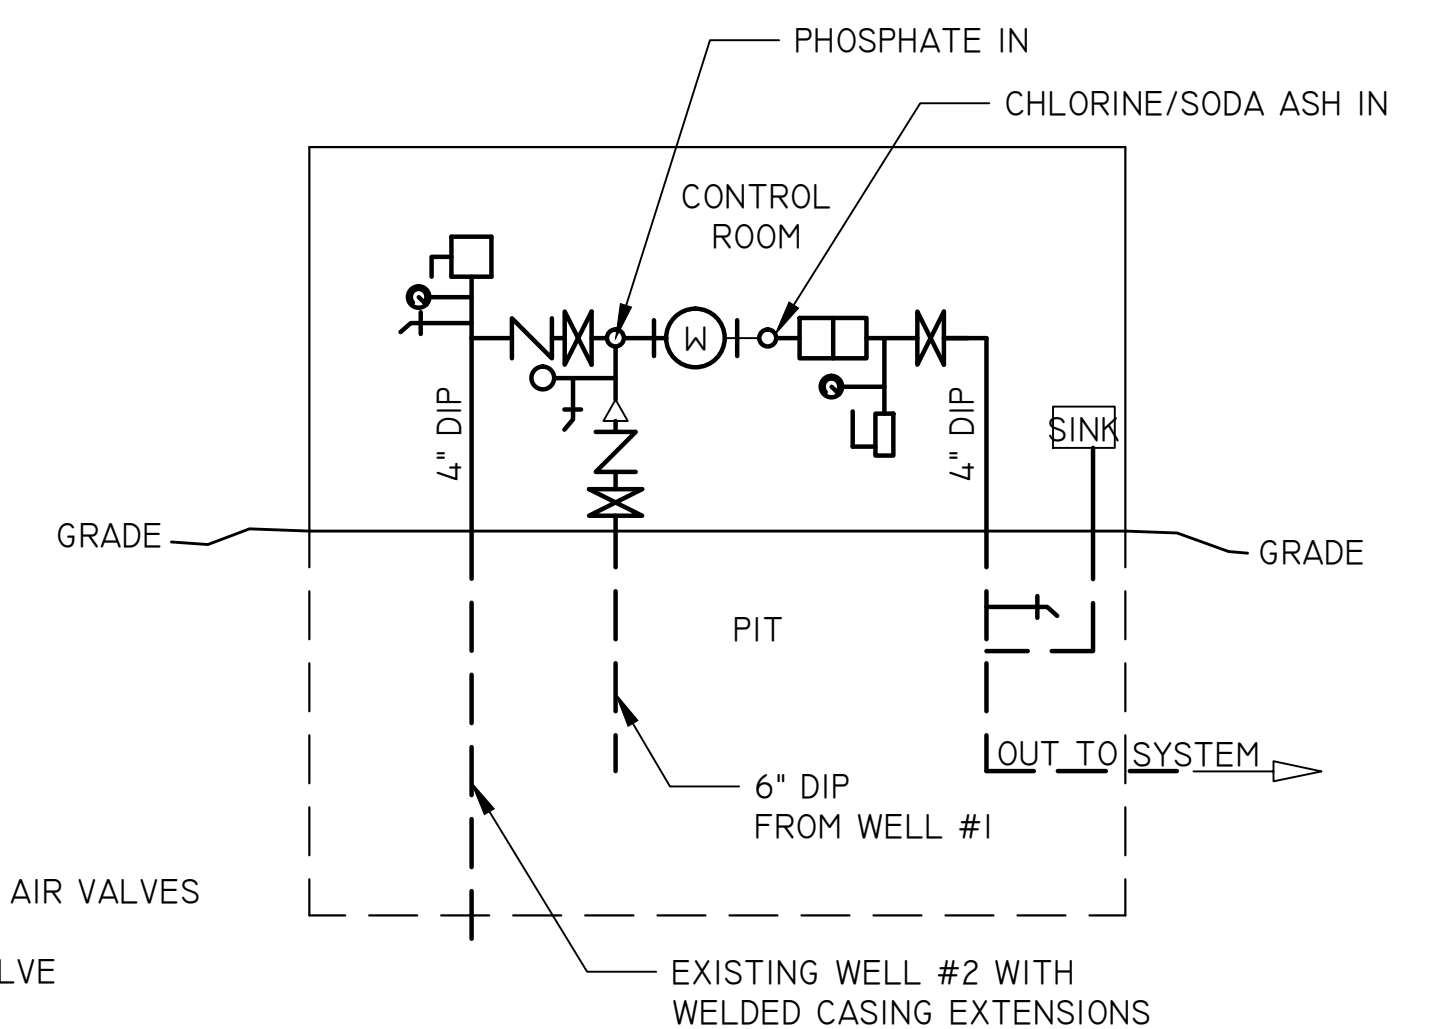 PHOSPHATE IN
CHLORINE/SODA ASH IN
CONTROL
ROOM
W
4" DIP
4" DIP
SINK
GRADE
GRADE
PIT
OUT TO SYSTEM
6" DIP
FROM WELL #1
AIR VALVES
LVE
EXISTING WELL #2 WITH
WELDED CASING EXTENSIONS